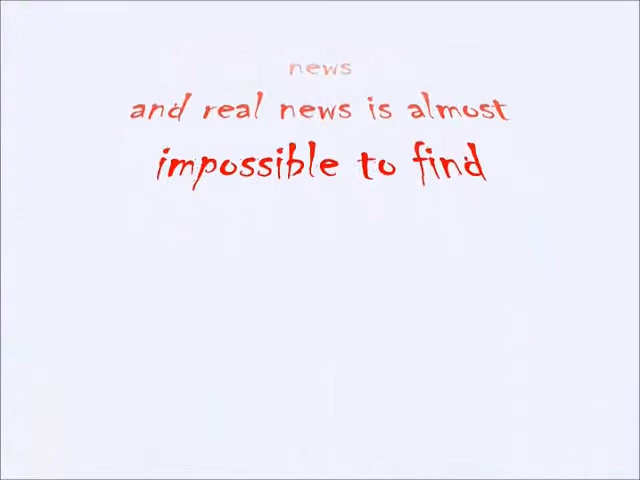 news
and real news is almost
impossible to find